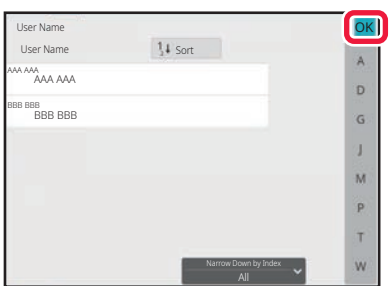 User Name
OK
User Name
Sort
AAA AAA
AAA AAA
BBB BBB
BBB BBB
A
D
G
J
M
P
T
W
Narrow Down by Index
All